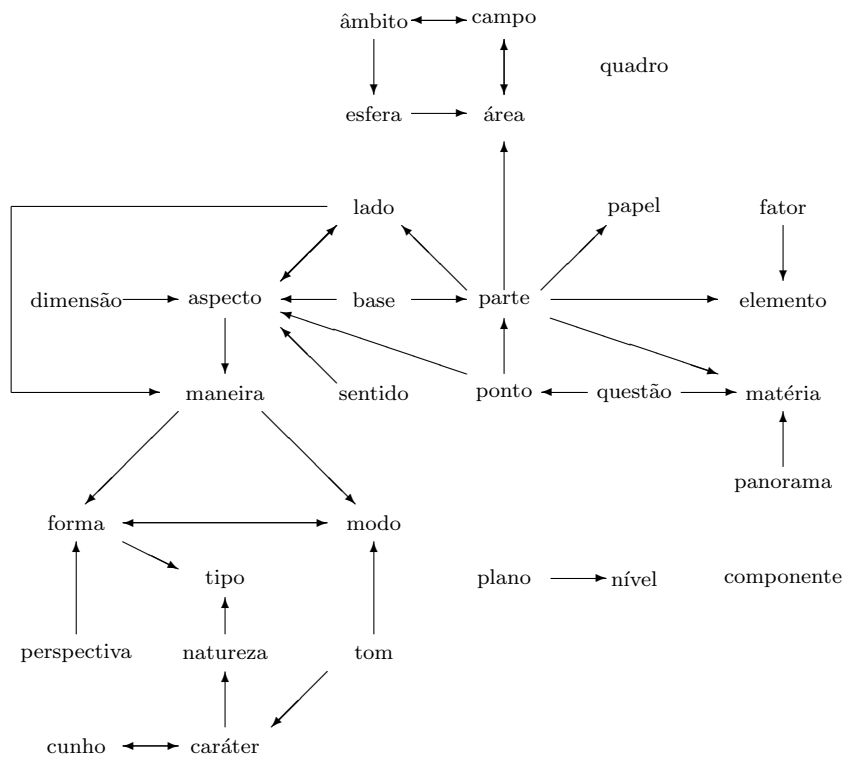 âmbito campo
quadro
esfera área
lado papel fator
dimensão aspecto base parte elemento
maneira sentido ponto questão matéria
panorama
forma modo
tipo plano nível componente
perspectiva natureza tom
cunho caráter